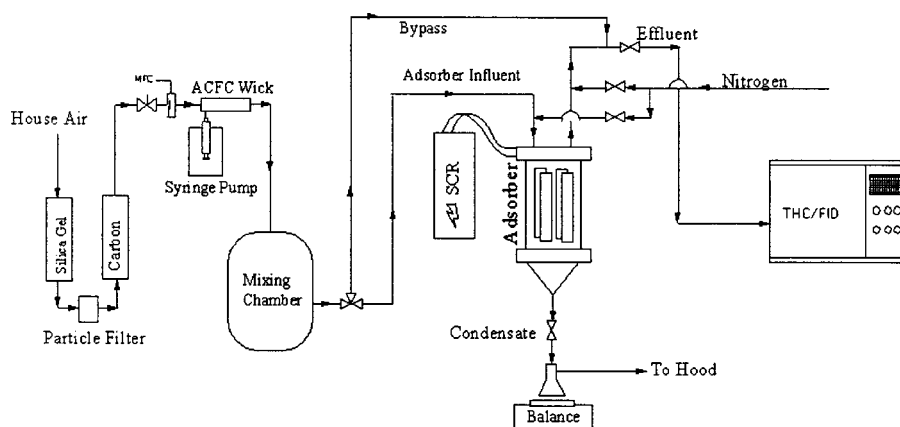 Bypass
Effluent
MFC
ACFC Wick
Adsorber Influent
Nitrogen
House Air
Syringe Pump
SCR
Silica Gel
Carbon
Adsorber
THC/FID
Mixing
Chamber
Particle Filter
Condensate
To Hood
Balance